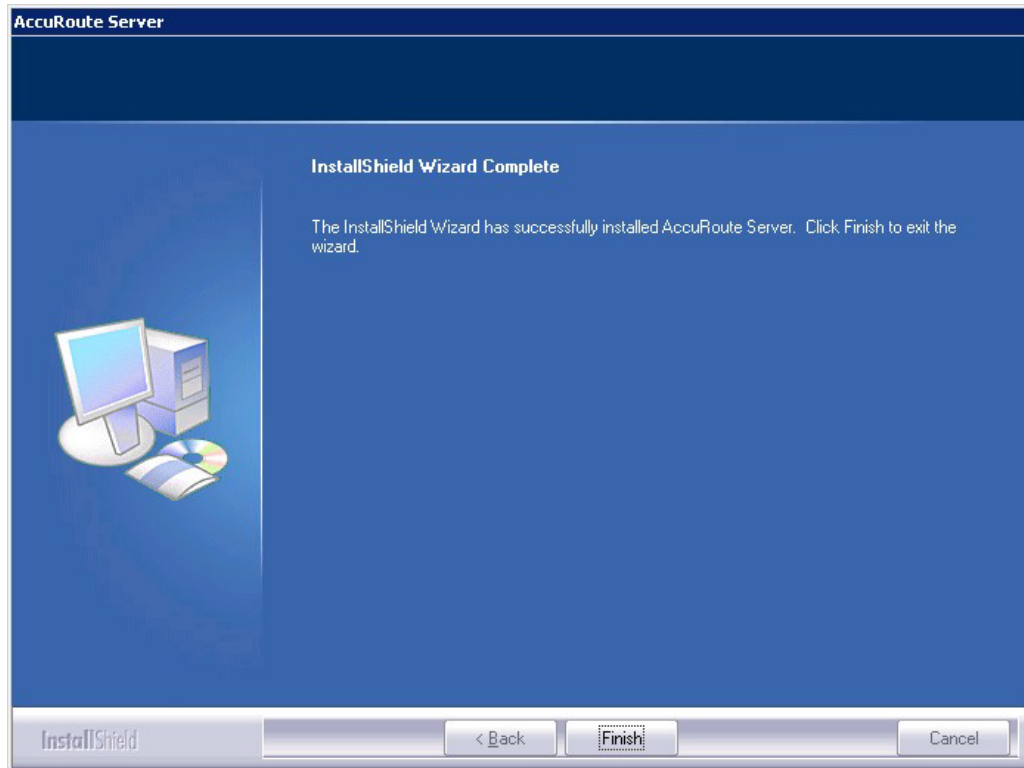 AccuRoute Server
InstallShield Wizard Complete
The InstallShield Wizard has successfully installed AccuRoute Server.  Click Finish to exit the
wizard.
InstallShield
< Back
Finish
Cancel